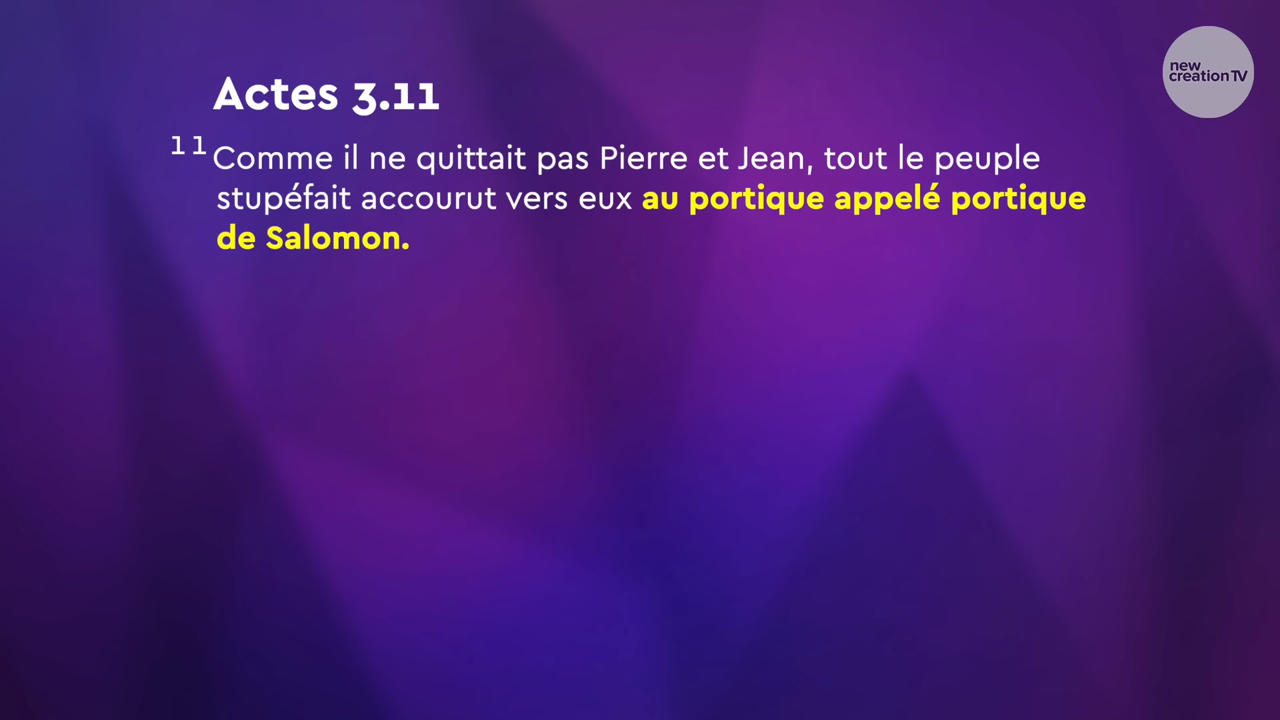 new
creation TV
Actes 3.11
11 Comme il ne quittait pas Pierre et Jean, tout le peuple
stupéfait accourut vers eux au portique appelé portique
de Salomon.